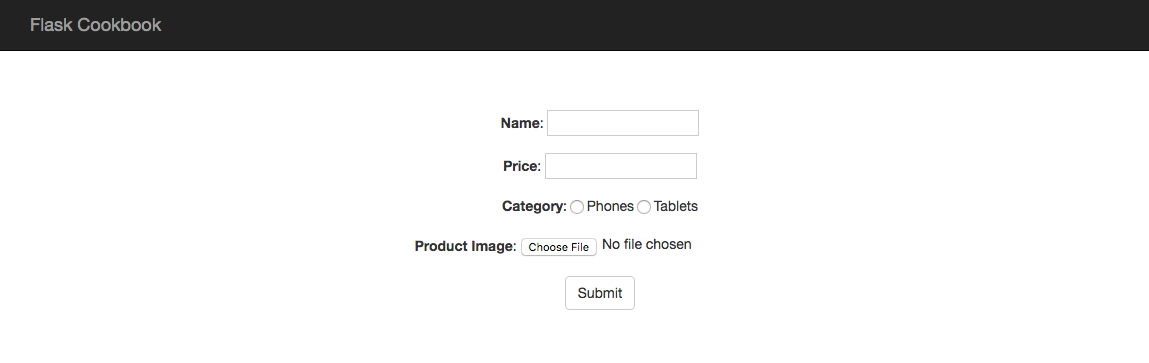 Flask Cookbook
Name:
Price:
Category: Phones Tablets
Product Image: Choose File No file chosen
Submit